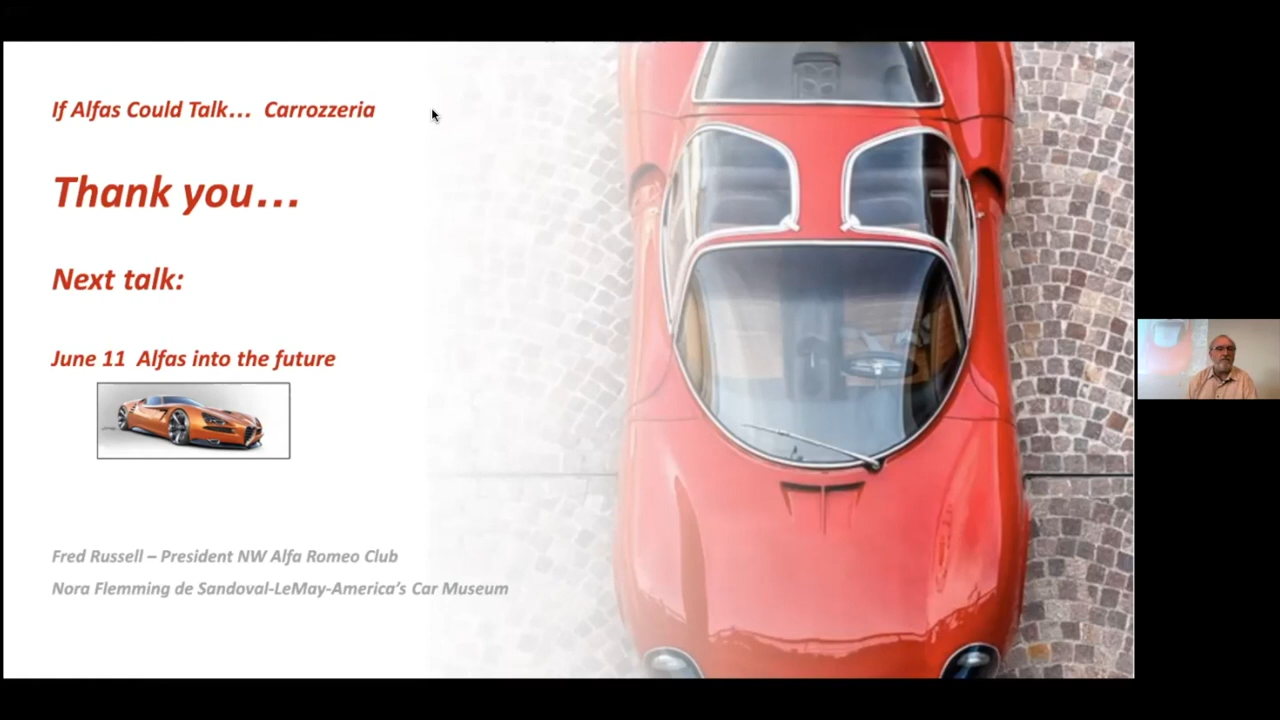 If Alfas Could Talk… Carrozzeria
Thank you…
Next talk:
June 11 Alfas into the future
Fred Russell – President NW Alfa Romeo Club
Nora Flemming de Sandoval-LeMay-America's Car Museum